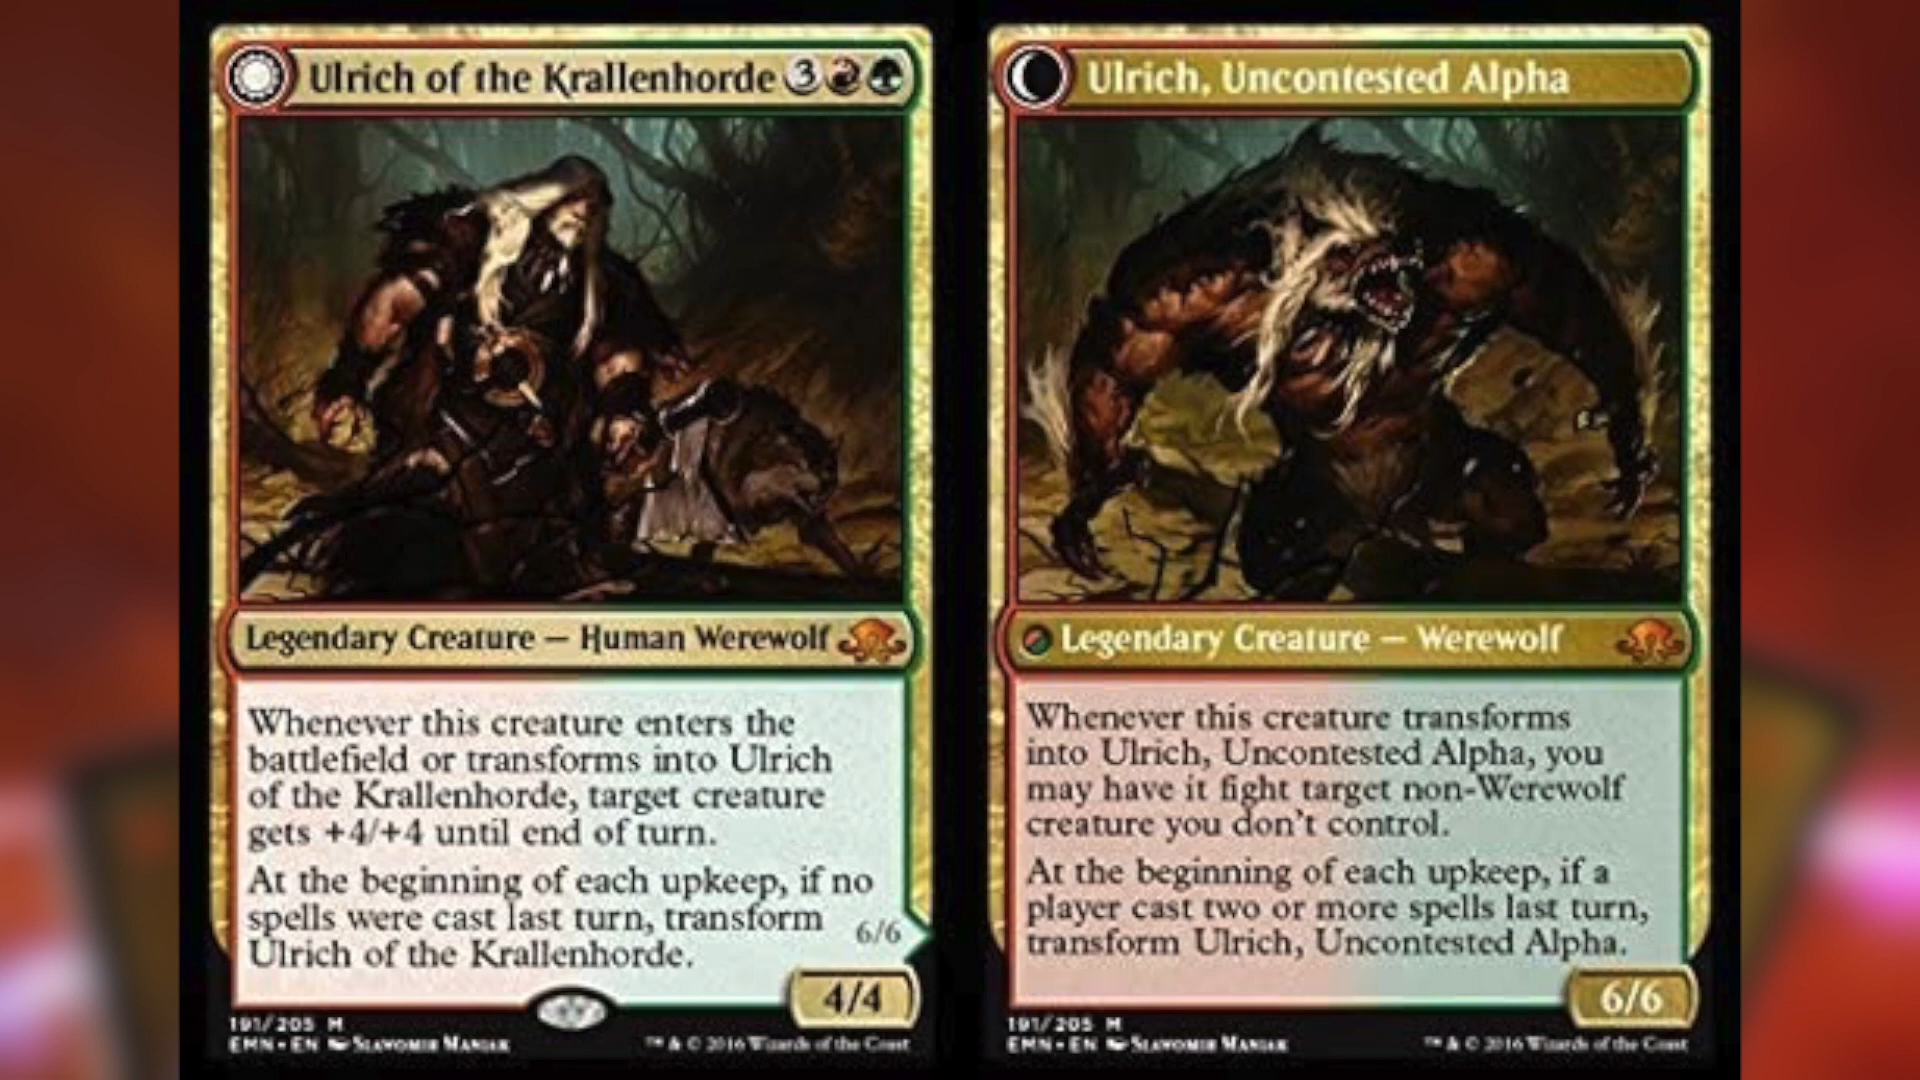 Ulrich of the Krallenhorde 3
Legendary Creature — Human Werewolf
Whenever this creature enters the
battlefield or transforms into Ulrich
of the Krallenhorde, target creature
gets +4/+4 until end of turn.
At the beginning of each upkeep, if no
spells were cast last turn, transform
Ulrich of the Krallenhorde.
6/6
4/4
191/205 M
EMN • EN Slawomir Maniak
™ & © 2016 Wizards of the Coast
Ulrich, Uncontested Alpha
Legendary Creature — Werewolf
Whenever this creature transforms
into Ulrich, Uncontested Alpha, you
may have it fight target non-Werewolf
creature you don't control.
At the beginning of each upkeep, if a
player cast two or more spells last turn,
transform Ulrich, Uncontested Alpha.
6/6
191/205 M
EMN • EN Slawomir Maniak
™ & © 2016 Wizards of the Coast